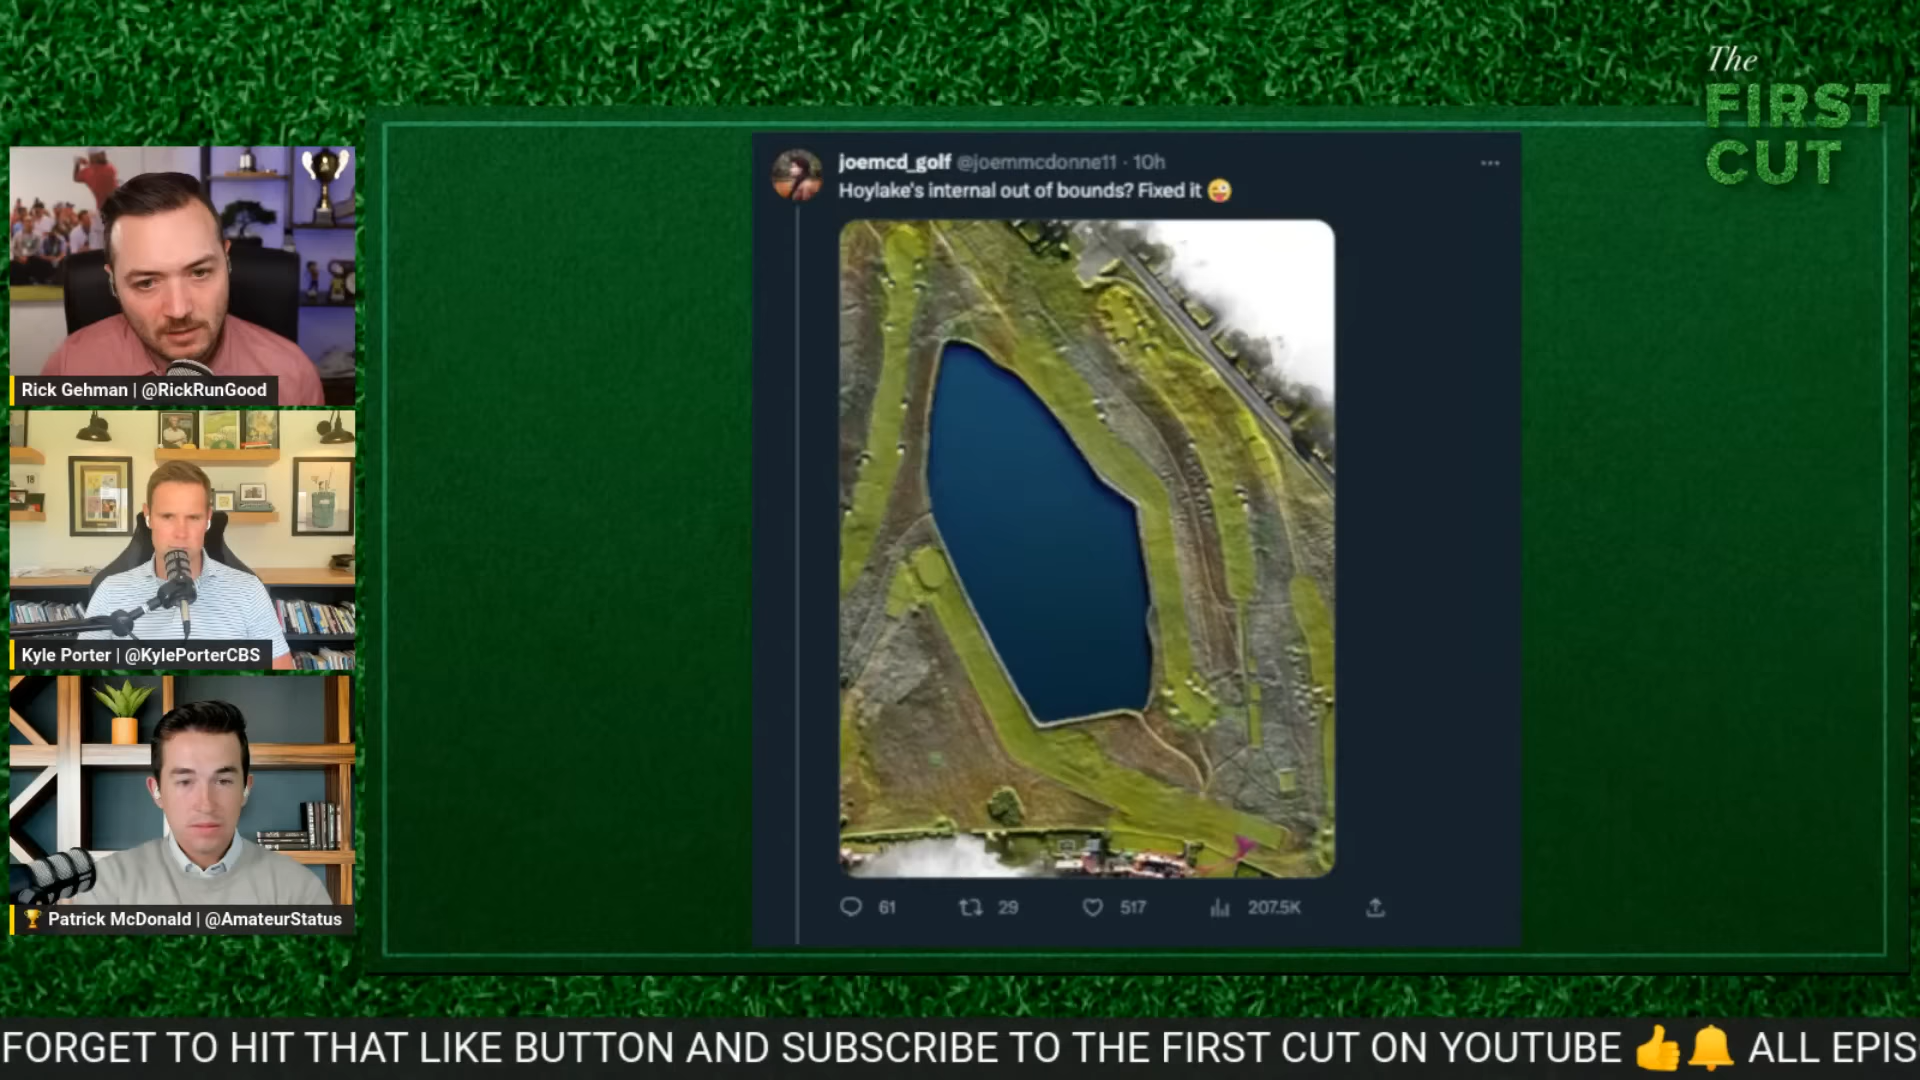 The
FIRST
CUT
joemcd_golf @joemmcdonne11 · 10h
Hoylake's internal out of bounds? Fixed it 😜
Rick Gehman | @RickRunGood
Kyle Porter | @KylePorterCBS
🏆 Patrick McDonald | @AmateurStatus
61 29 517 207.5K
FORGET TO HIT THAT LIKE BUTTON AND SUBSCRIBE TO THE FIRST CUT ON YOUTUBE 👍🔔 ALL EPIS